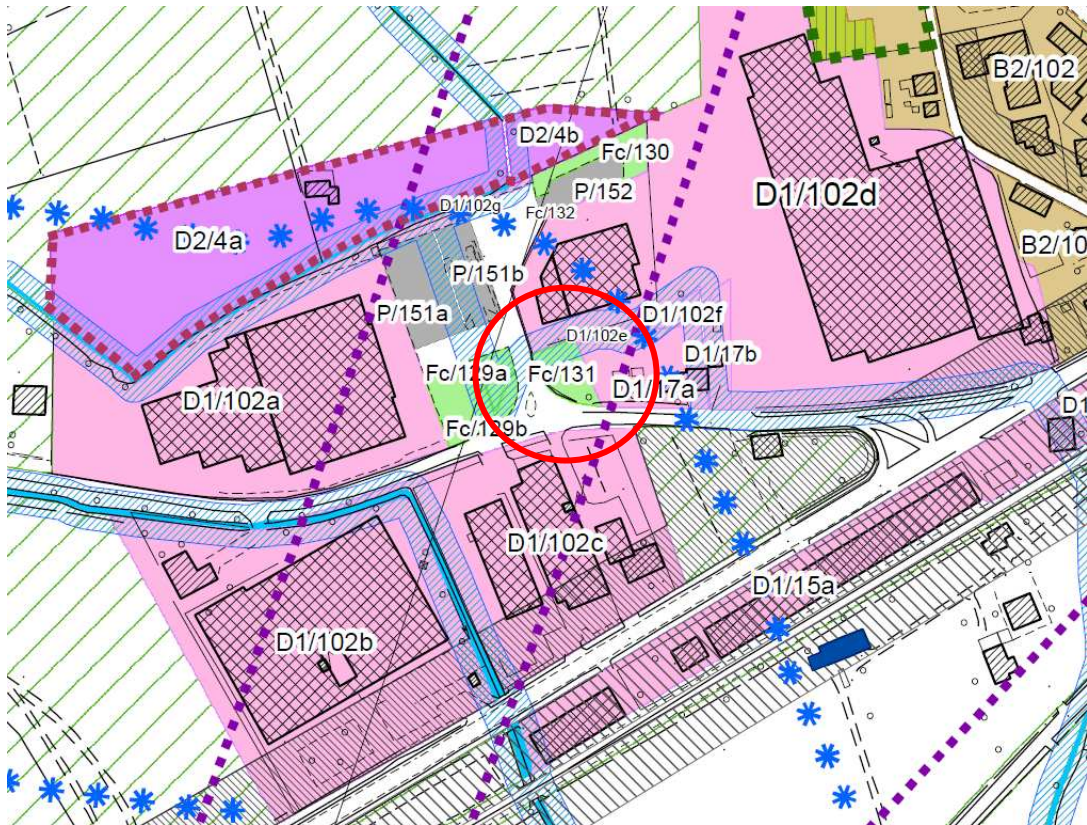 B2/102
D2/4b
Fc/130
P/152
D1/102d
D1/102g
Fc/132
D2/4a
B2/10
P/151b
P/151a
D1/102f
D1/102e
D1/17b
Fc/129a
Fc/131
D1/17a
D1/102a
D1
Fc/129b
D1/102c
D1/15a
D1/102b